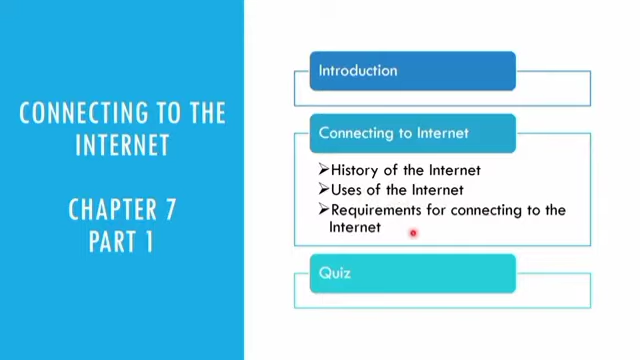 CONNECTING TO THE
INTERNET
CHAPTER 7
PART 1
Introduction
Connecting to Internet
➢History of the Internet
➢Uses of the Internet
➢Requirements for connecting to the
Internet
Quiz